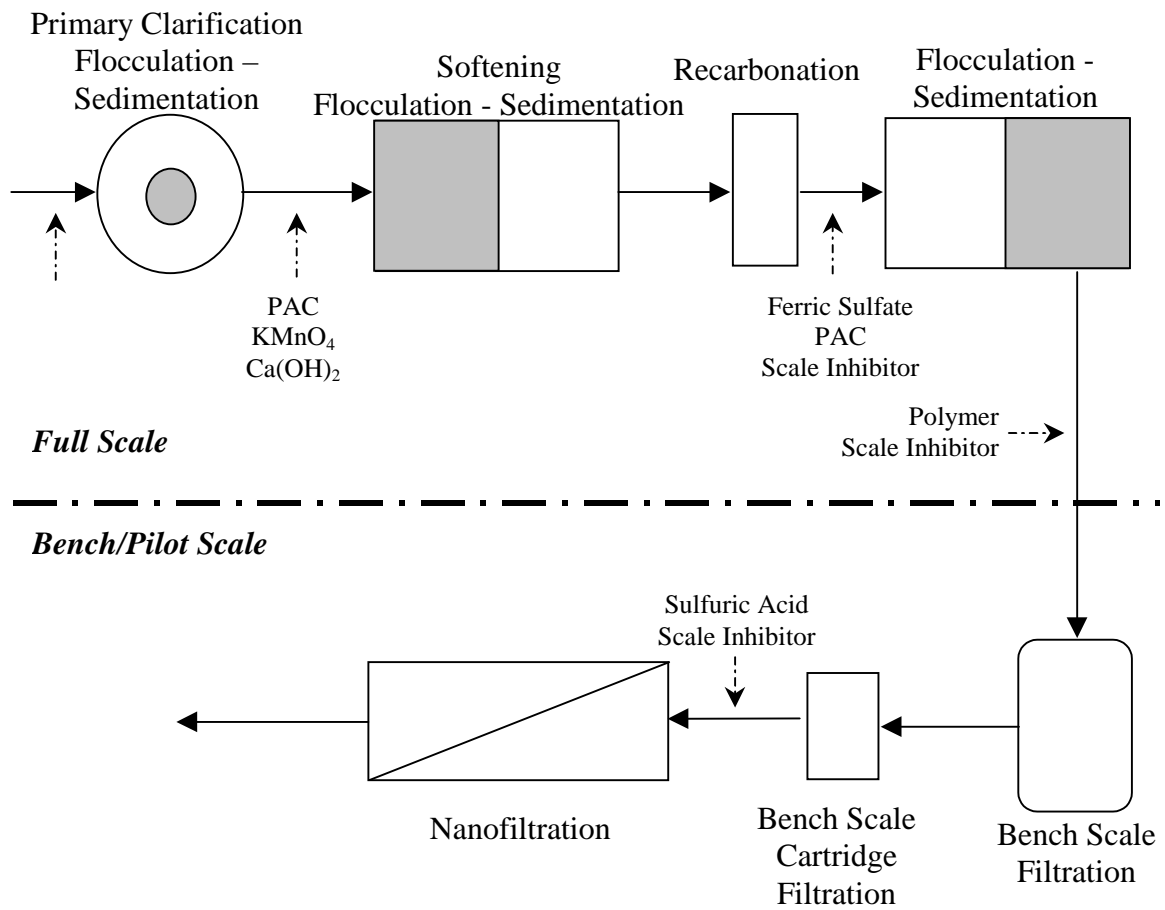 Primary Clarification
Flocculation –
Sedimentation
Softening
Flocculation - Sedimentation
Recarbonation
Flocculation -
Sedimentation
PAC
KMnO₄
Ca(OH)₂
Ferric Sulfate
PAC
Scale Inhibitor
Polymer
Scale Inhibitor
Full Scale
Bench/Pilot Scale
Sulfuric Acid
Scale Inhibitor
Nanofiltration
Bench Scale
Cartridge
Filtration
Bench Scale
Filtration